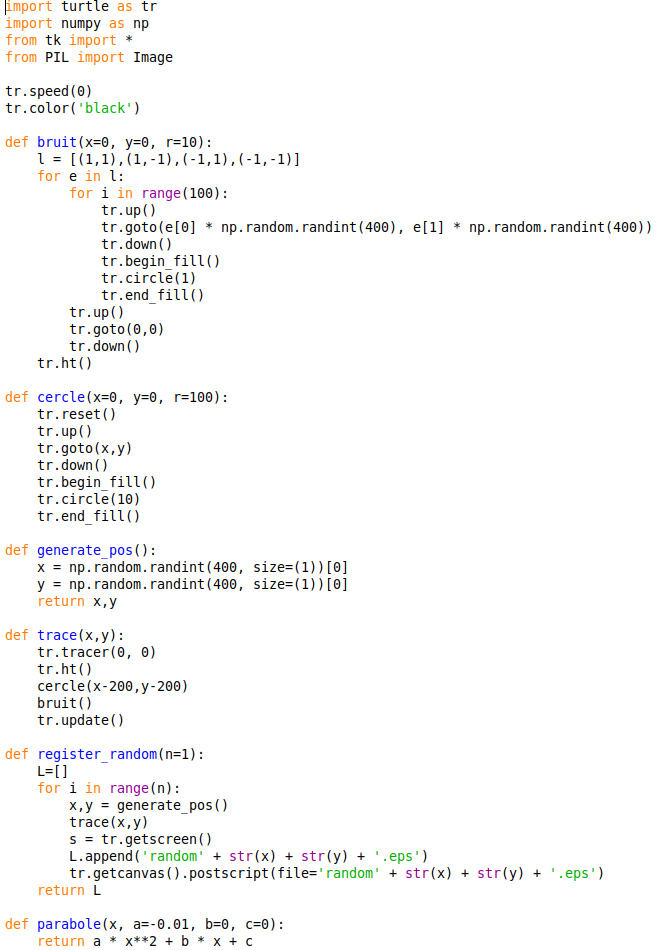 import turtle as tr
import numpy as np
from tk import *
from PIL import Image

tr.speed(0)
tr.color('black')

def bruit(x=0, y=0, r=10):
    l = [(1,1),(1,-1),(-1,1),(-1,-1)]
    for e in l:
        for i in range(100):
            tr.up()
            tr.goto(e[0] * np.random.randint(400), e[1] * np.random.randint(400))
            tr.down()
            tr.begin_fill()
            tr.circle(1)
            tr.end_fill()
        tr.up()
        tr.goto(0,0)
        tr.down()
    tr.ht()

def cercle(x=0, y=0, r=100):
    tr.reset()
    tr.up()
    tr.goto(x,y)
    tr.down()
    tr.begin_fill()
    tr.circle(10)
    tr.end_fill()

def generate_pos():
    x = np.random.randint(400, size=(1))[0]
    y = np.random.randint(400, size=(1))[0]
    return x,y

def trace(x,y):
    tr.tracer(0, 0)
    tr.ht()
    cercle(x-200,y-200)
    bruit()
    tr.update()

def register_random(n=1):
    L=[]
    for i in range(n):
        x,y = generate_pos()
        trace(x,y)
        s = tr.getscreen()
        L.append('random' + str(x) + str(y) + '.eps')
        tr.getcanvas().postscript(file='random' + str(x) + str(y) + '.eps')
    return L

def parabole(x, a=-0.01, b=0, c=0):
    return a * x**2 + b * x + c